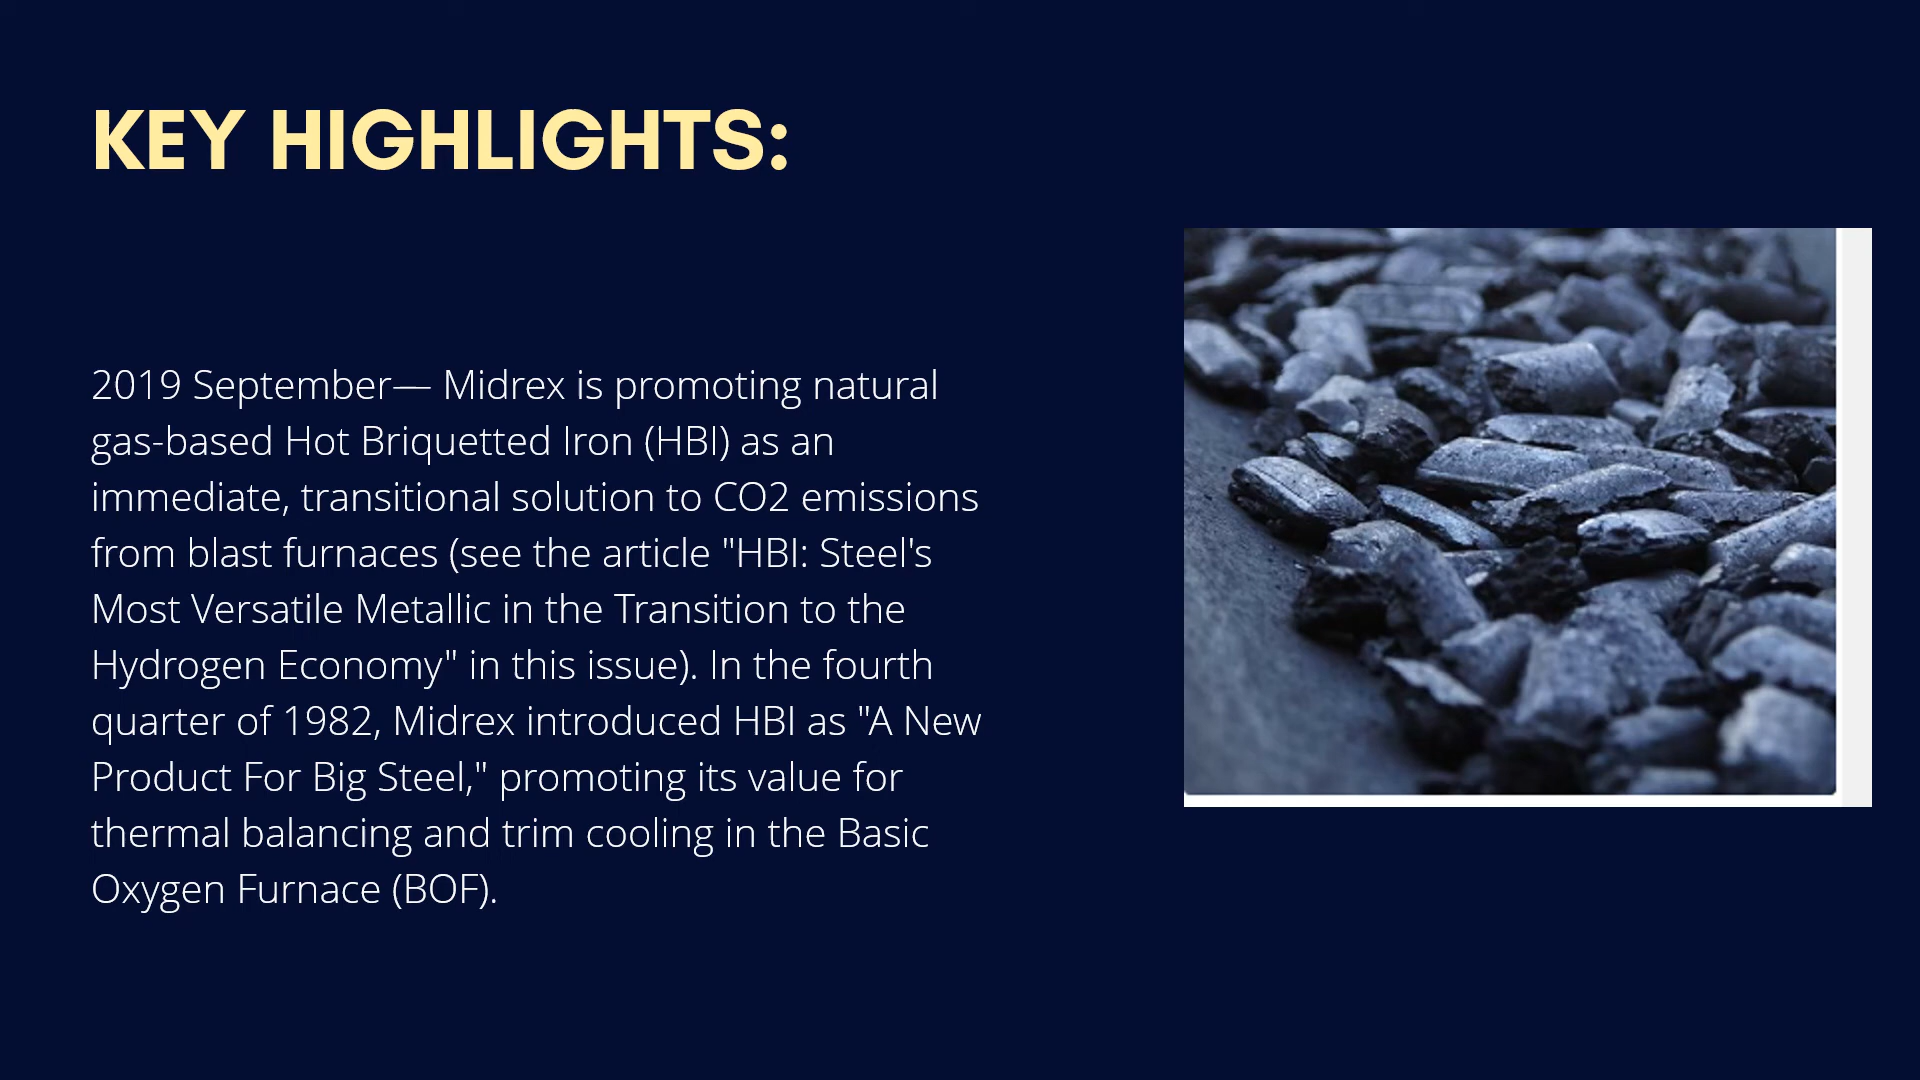 KEY HIGHLIGHTS:
2019 September— Midrex is promoting natural
gas-based Hot Briquetted Iron (HBI) as an
immediate, transitional solution to CO2 emissions
from blast furnaces (see the article "HBI: Steel's
Most Versatile Metallic in the Transition to the
Hydrogen Economy" in this issue). In the fourth
quarter of 1982, Midrex introduced HBI as "A New
Product For Big Steel," promoting its value for
thermal balancing and trim cooling in the Basic
Oxygen Furnace (BOF).